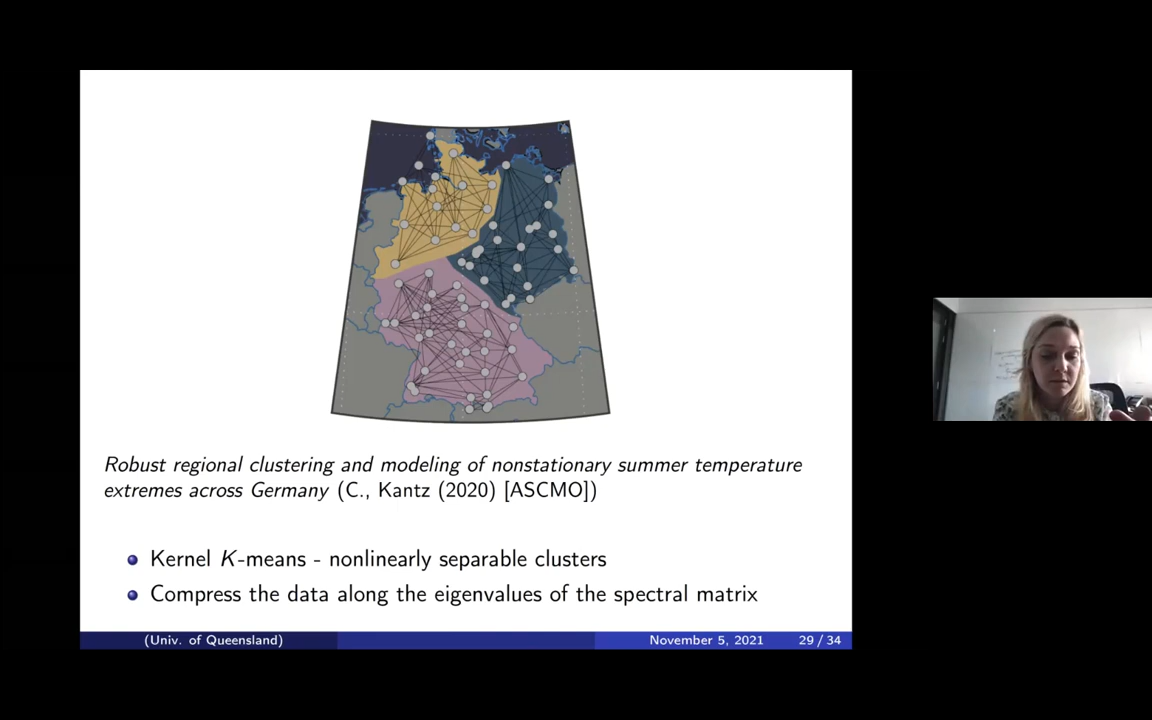 Robust regional clustering and modeling of nonstationary summer temperature
extremes across Germany (C., Kantz (2020) [ASCMO])
Kernel K-means - nonlinearly separable clusters
Compress the data along the eigenvalues of the spectral matrix
(Univ. of Queensland) November 5, 2021 29 / 34